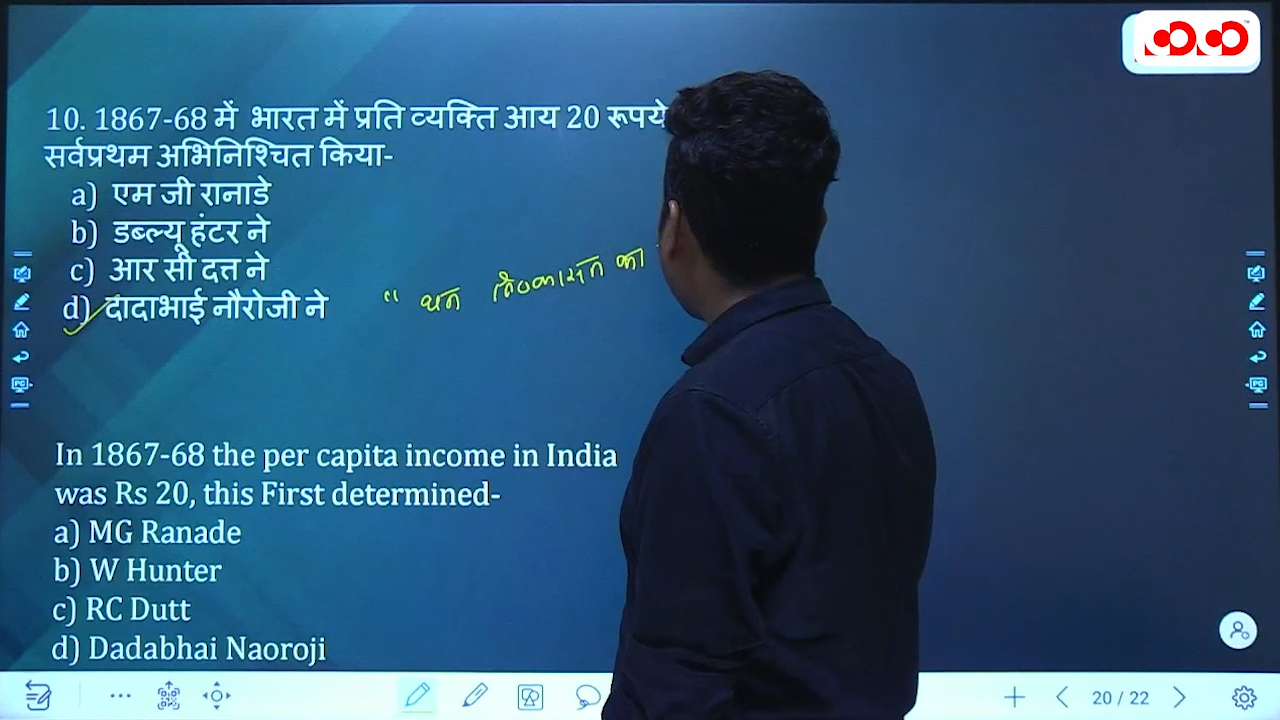 10. 1867-68 में भारत में प्रति व्यक्ति आय 20 रूपये
सर्वप्रथम अभिनिश्चित किया-
a) एम जी रानाडे
b) डब्ल्यू हंटर ने
c) आर सी दत्त ने
d) दादाभाई नौरोजी ने
" धन निष्कासन का
In 1867-68 the per capita income in India
was Rs 20, this First determined-
a) MG Ranade
b) W Hunter
c) RC Dutt
d) Dadabhai Naoroji
20 / 22